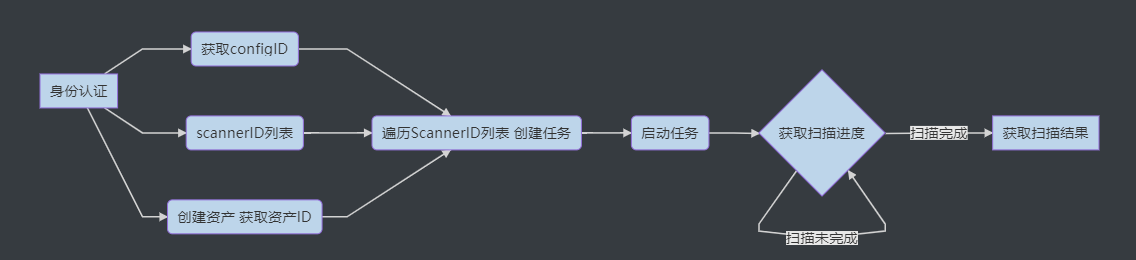 身份认证
获取configID
scannerID列表
创建资产 获取资产ID
遍历ScannerID列表 创建任务
启动任务
获取扫描进度
扫描完成
扫描未完成
获取扫描结果